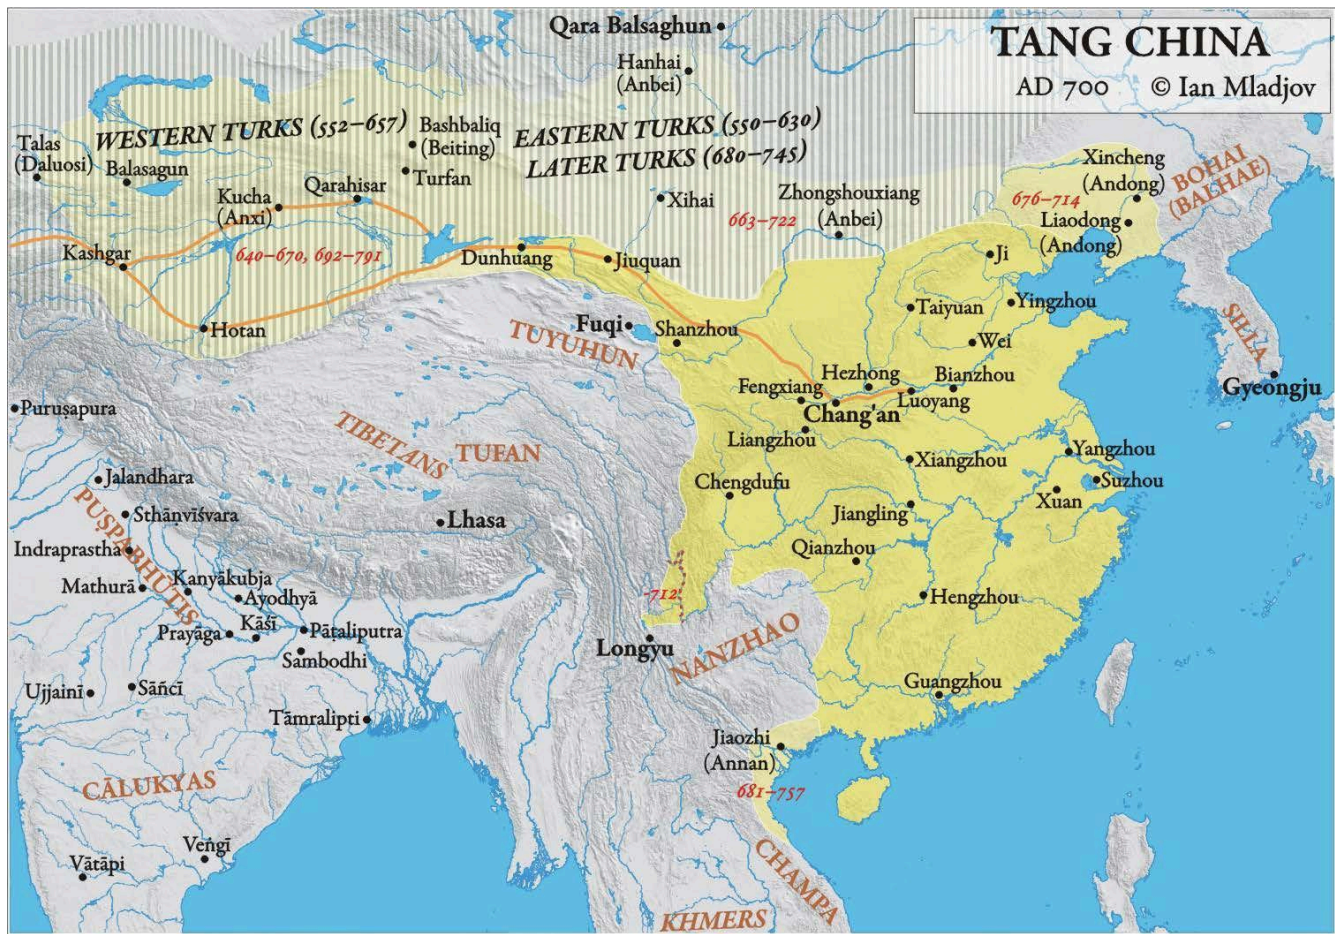 TANG CHINA
AD 700 © Ian Mladjov
Qara Balsaghun
Hanhai
(Anbei)
WESTERN TURKS (552–657)
EASTERN TURKS (550–630)
LATER TURKS (680–745)
Bashbaliq
(Beiting)
Turfan
Talas
(Daluosi)
Balasagun
Kucha
(Anxi)
Qarahisar
Xihai
Zhongshouxiang
(Anbei)
663–722
Xincheng
(Andong)
676–714
Liaodong
(Andong)
BOHAI
(BALHAE)
Kashgar
640–670, 692–791
Dunhuang
Jiuquan
Ji
Hotan
Taiyuan
Yingzhou
SILLA
Fuqi
TUYUHUN
Shanzhou
Wei
Hezhong
Bianzhou
Fengxiang
Chang'an
Luoyang
Gyeongju
Puruṣapura
Liangzhou
TIBETANS
TUFAN
Xiangzhou
Yangzhou
Jalandhara
Chengdufu
Suzhou
Xuan
PUṢPABHŪTIS
Sthānvīśvara
Lhasa
Jiangling
Indraprastha
Qianzhou
Mathurā
Kanyākubja
Ayodhyā
-712
Hengzhou
Prayāga
Kāśī
Pāṭaliputra
Sambodhi
Longyu
NANZHAO
Ujjainī
Sāñcī
Guangzhou
Tāmralipti
Jiaozhi
(Annan)
681–757
CĀLUKYAS
Veṅgī
Vātāpi
CHAMPA
KHMERS